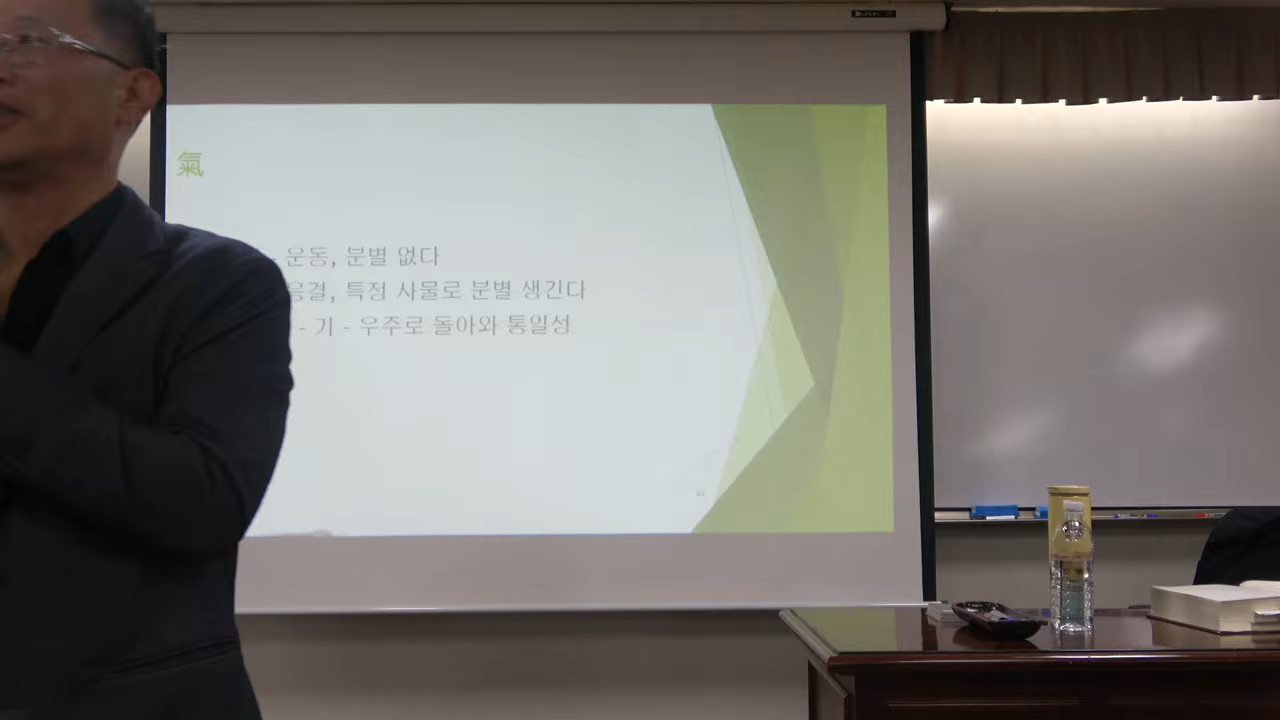 氣
- 운동, 분별 없다
응결, 특정 사물로 분별 생긴다
- 기 - 우주로 돌아와 통일성